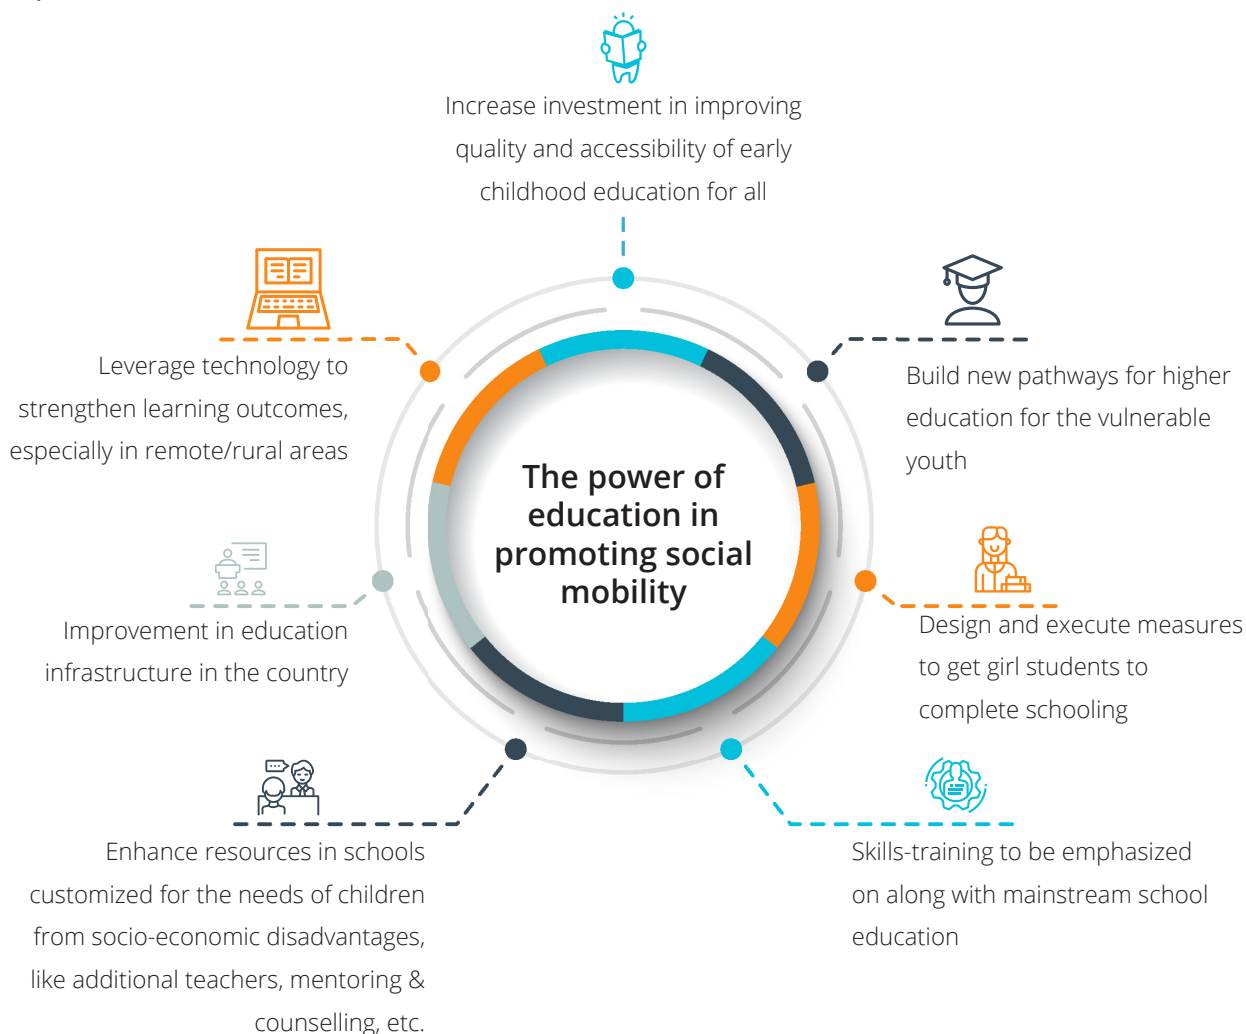 Increase investment in improving
quality and accessibility of early
childhood education for all
Leverage technology to
strengthen learning outcomes,
especially in remote/rural areas
Build new pathways for higher
education for the vulnerable
youth
The power of
education in
promoting social
mobility
Improvement in education
infrastructure in the country
Design and execute measures
to get girl students to
complete schooling
Enhance resources in schools
customized for the needs of children
from socio-economic disadvantages,
like additional teachers, mentoring &
counselling, etc.
Skills-training to be emphasized
on along with mainstream school
education